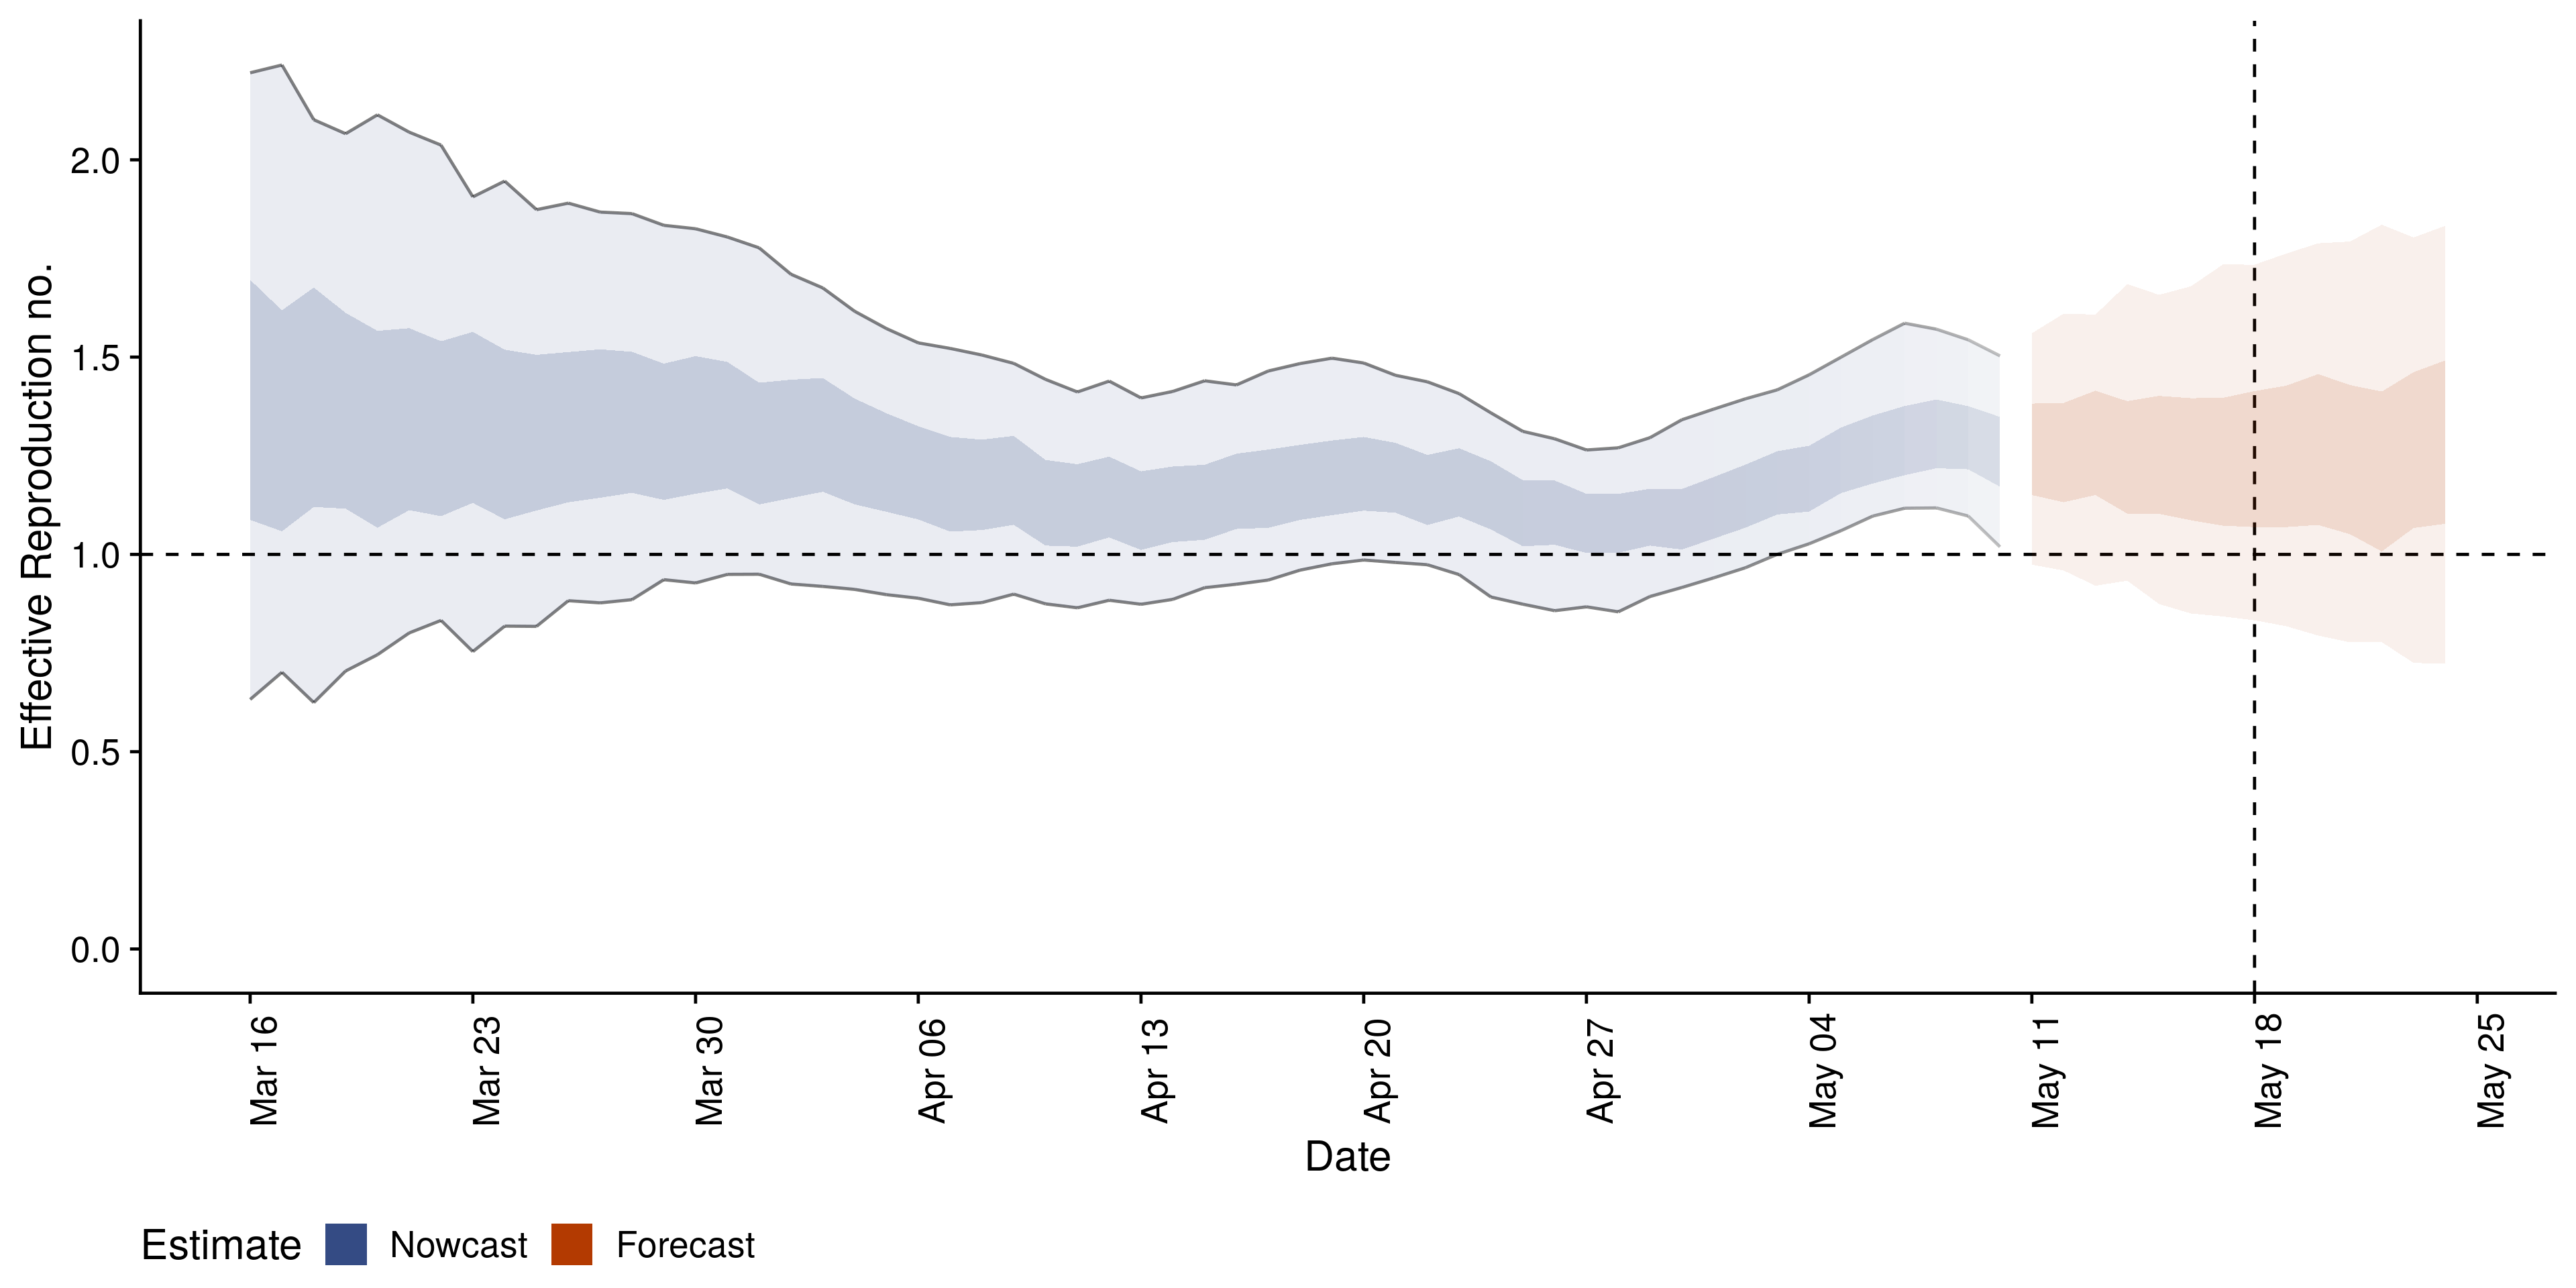 Effective Reproduction no.
2.0
1.5
1.0
0.5
0.0
Mar 16
Mar 23
Mar 30
Apr 06
Apr 13
Apr 20
Apr 27
May 04
May 11
May 18
May 25
Date
Estimate Nowcast Forecast